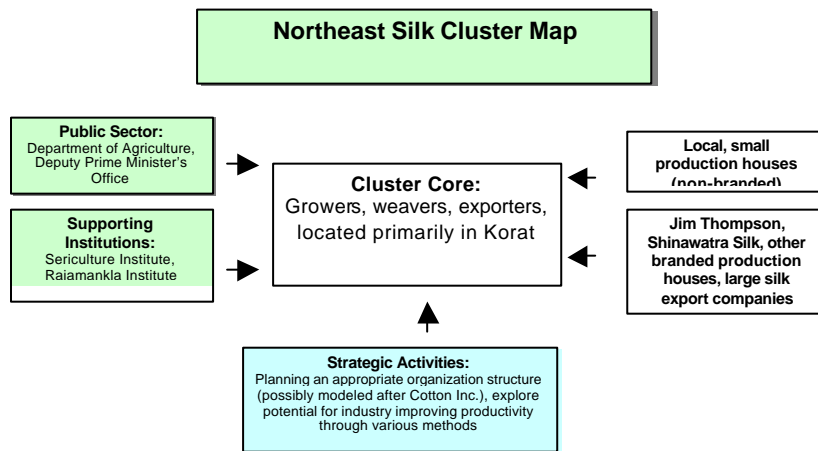 Northeast Silk Cluster Map
Public Sector:
Department of Agriculture,
Deputy Prime Minister's
Office
Supporting
Institutions:
Sericulture Institute,
Raiamankla Institute
Cluster Core:
Growers, weavers, exporters,
located primarily in Korat
Local, small
production houses
(non-branded)
Jim Thompson,
Shinawatra Silk, other
branded production
houses, large silk
export companies
Strategic Activities:
Planning an appropriate organization structure
(possibly modeled after Cotton Inc.), explore
potential for industry improving productivity
through various methods